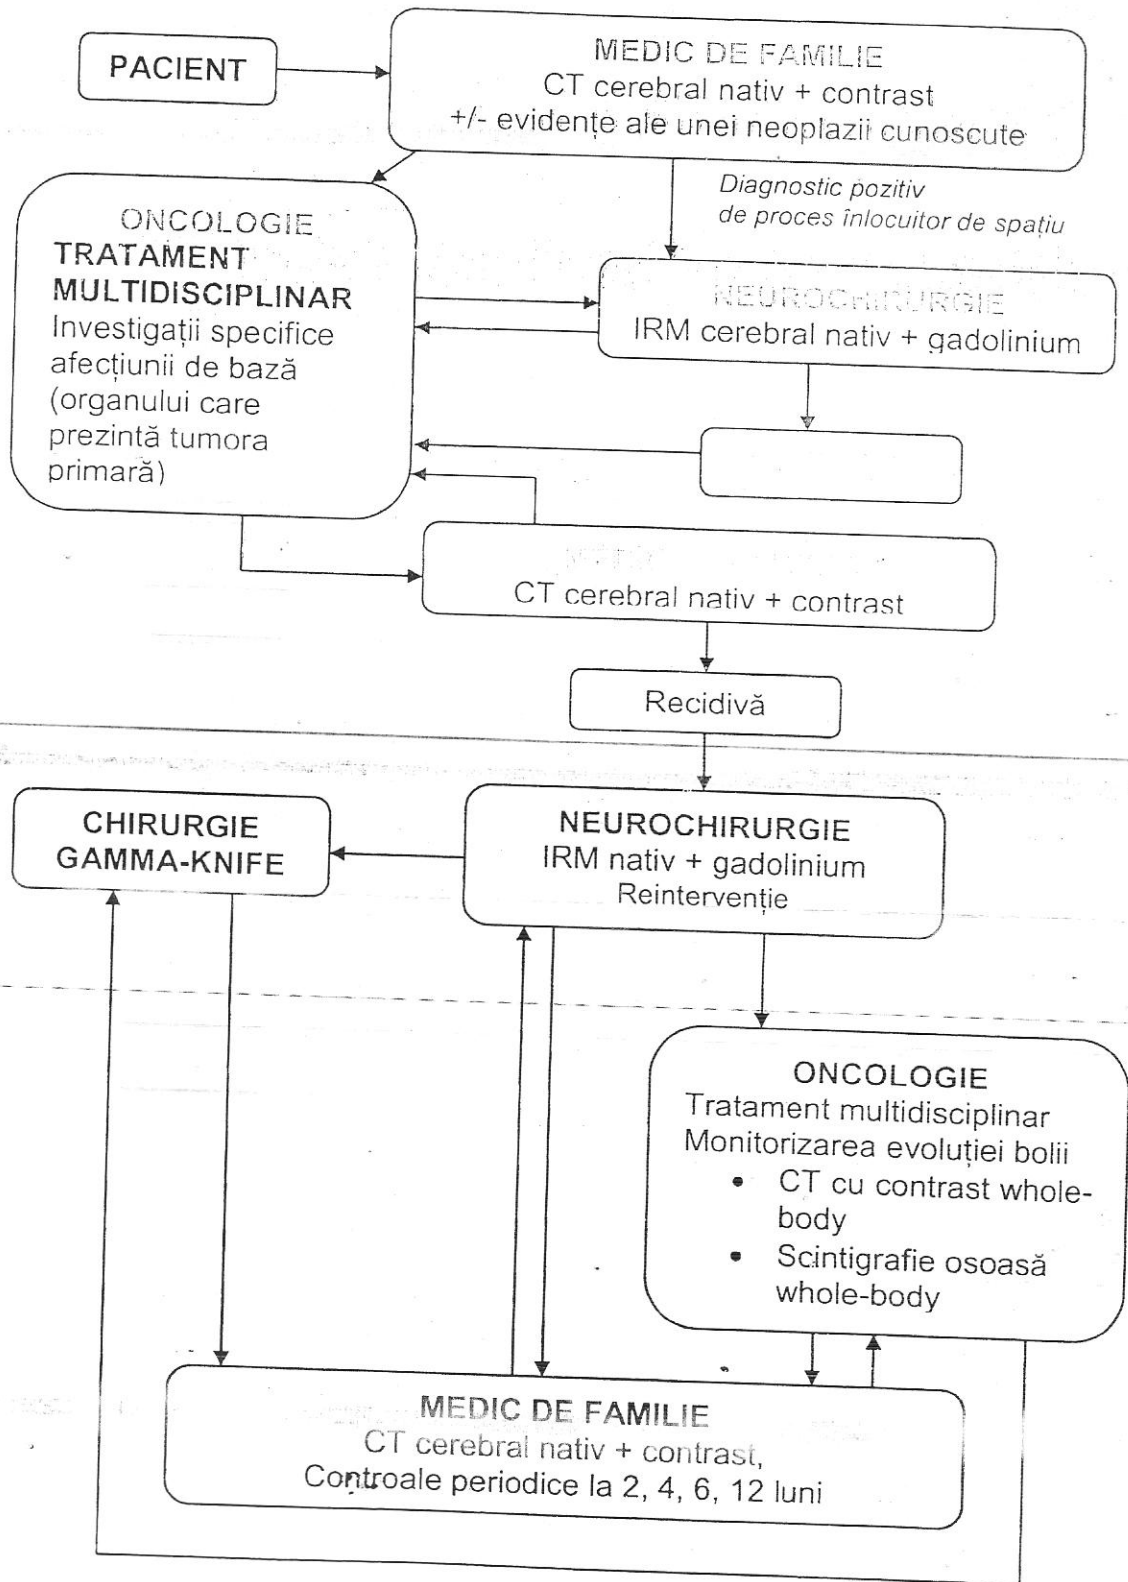 PACIENT
MEDIC DE FAMILIE
CT cerebral nativ + contrast
+/- evidențe ale unei neoplazii cunoscute
Diagnostic pozitiv
de proces inlocuitor de spațiu
ONCOLOGIE
TRATAMENT
MULTIDISCIPLINAR
Investigații specifice
afecțiunii de bază
(organului care
prezintă tumora
primară)
NEUROCHIRURGIE
IRM cerebral nativ + gadolinium
CT cerebral nativ + contrast
Recidivă
CHIRURGIE
GAMMA-KNIFE
NEUROCHIRURGIE
IRM nativ + gadolinium
Reintervenție
ONCOLOGIE
Tratament multidisciplinar
Monitorizarea evoluției bolii
• CT cu contrast whole-
body
• Scintigrafie osoasă
whole-body
MEDIC DE FAMILIE
CT cerebral nativ + contrast,
Controale periodice la 2, 4, 6, 12 luni